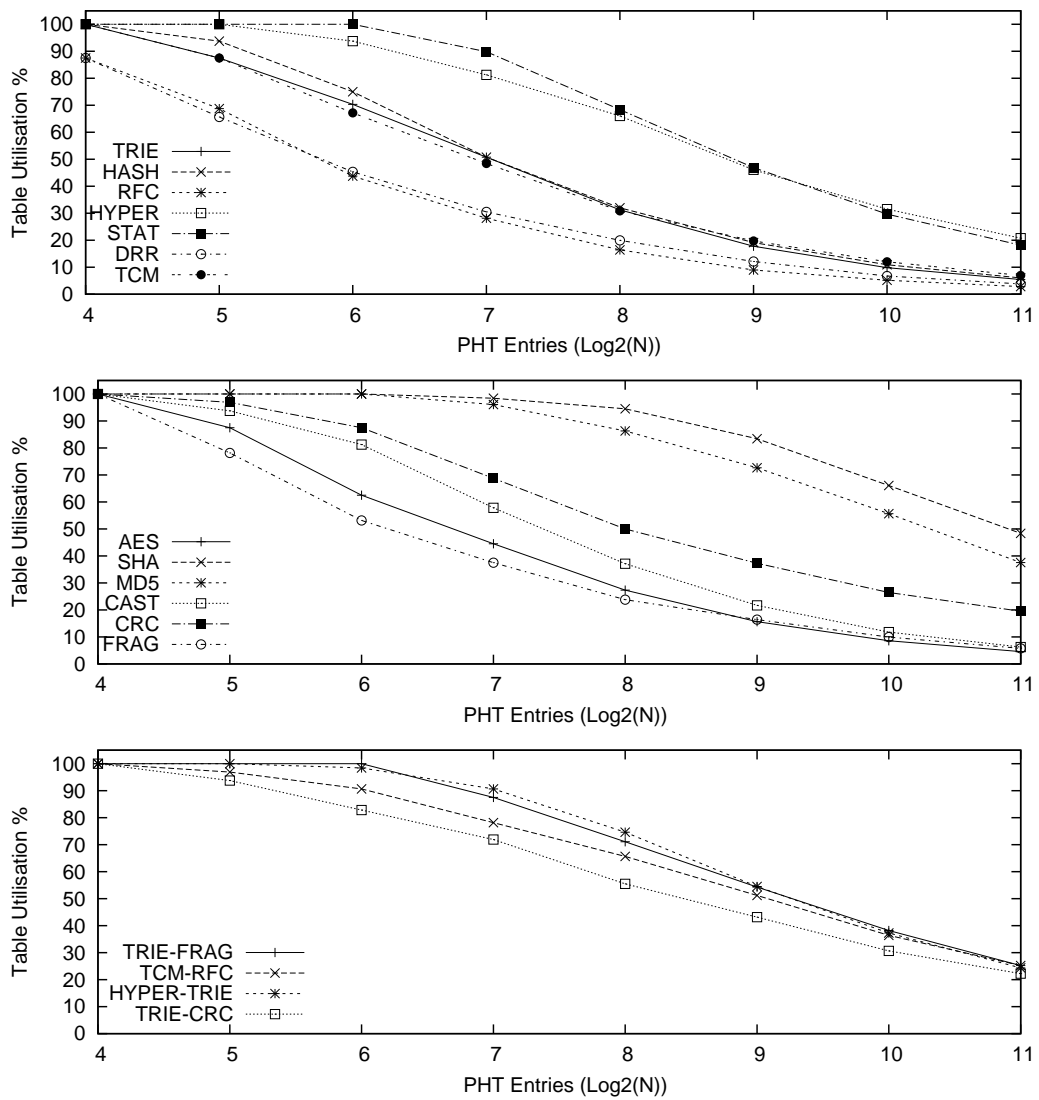 100
90
80
70
60
50
40
30
20
10
0
Table Utilisation %
TRIE
HASH
RFC
HYPER
STAT
DRR
TCM
4 5 6 7 8 9 10 11
PHT Entries (Log2(N))
100
90
80
70
60
50
40
30
20
10
0
Table Utilisation %
AES
SHA
MD5
CAST
CRC
FRAG
4 5 6 7 8 9 10 11
PHT Entries (Log2(N))
100
90
80
70
60
50
40
30
20
10
0
Table Utilisation %
TRIE-FRAG
TCM-RFC
HYPER-TRIE
TRIE-CRC
4 5 6 7 8 9 10 11
PHT Entries (Log2(N))